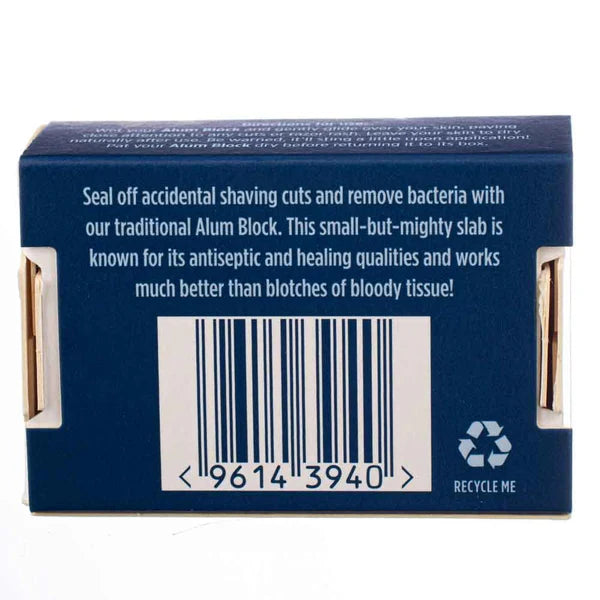 Directions for use:
Wet your Alum Block and gently glide over your skin, paying
close attention to any cuts or razor rash. Leave your skin to dry
naturally after use. Be warned, it'll sting a little upon application!
Pat your Alum Block dry before returning it to its box.
Seal off accidental shaving cuts and remove bacteria with
our traditional Alum Block. This small-but-mighty slab is
known for its antiseptic and healing qualities and works
much better than blotches of bloody tissue!
<96143940>
RECYCLE ME